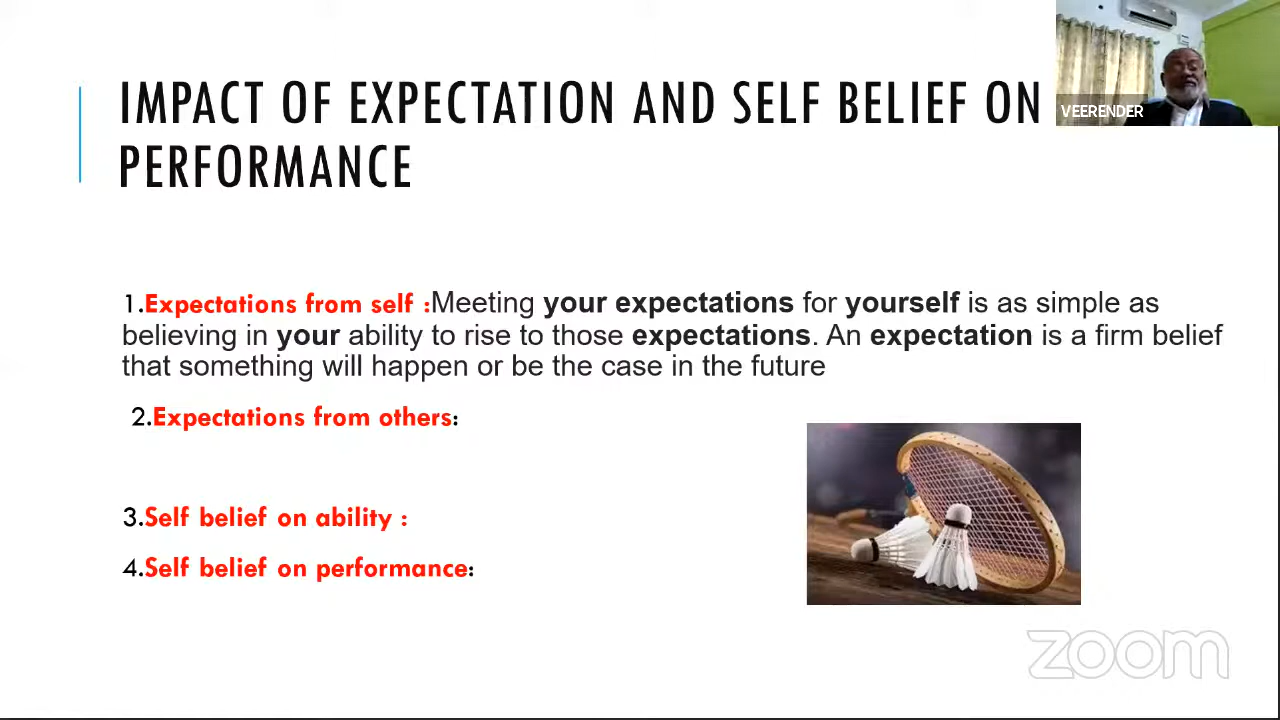 IMPACT OF EXPECTATION AND SELF BELIEF ON
PERFORMANCE
VEERENDER
1.Expectations from self :Meeting your expectations for yourself is as simple as
believing in your ability to rise to those expectations. An expectation is a firm belief
that something will happen or be the case in the future
2.Expectations from others:
3.Self belief on ability :
4.Self belief on performance:
zoom